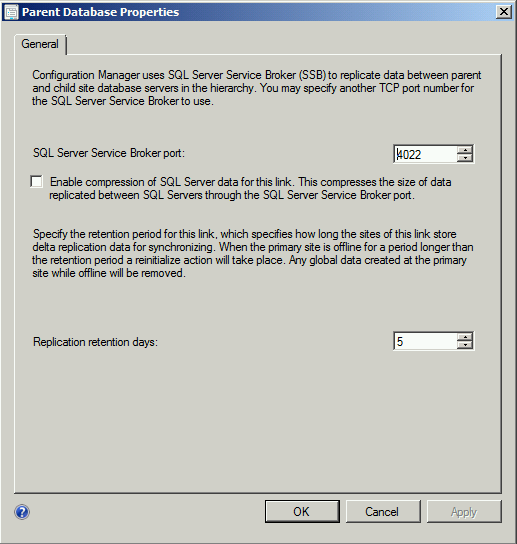 Parent Database Properties
General
Configuration Manager uses SQL Server Service Broker (SSB) to replicate data between parent
and child site database servers in the hierarchy. You may specify another TCP port number for
the SQL Server Service Broker to use.
SQL Server Service Broker port:
4022
Enable compression of SQL Server data for this link. This compresses the size of data
replicated between SQL Servers through the SQL Server Service Broker port.
Specify the retention period for this link, which specifies how long the sites of this link store
delta replication data for synchronizing. When the primary site is offline for a period longer than
the retention period a reinitialize action will take place. Any global data created at the primary
site while offline will be removed.
Replication retention days:
5
OK
Cancel
Apply